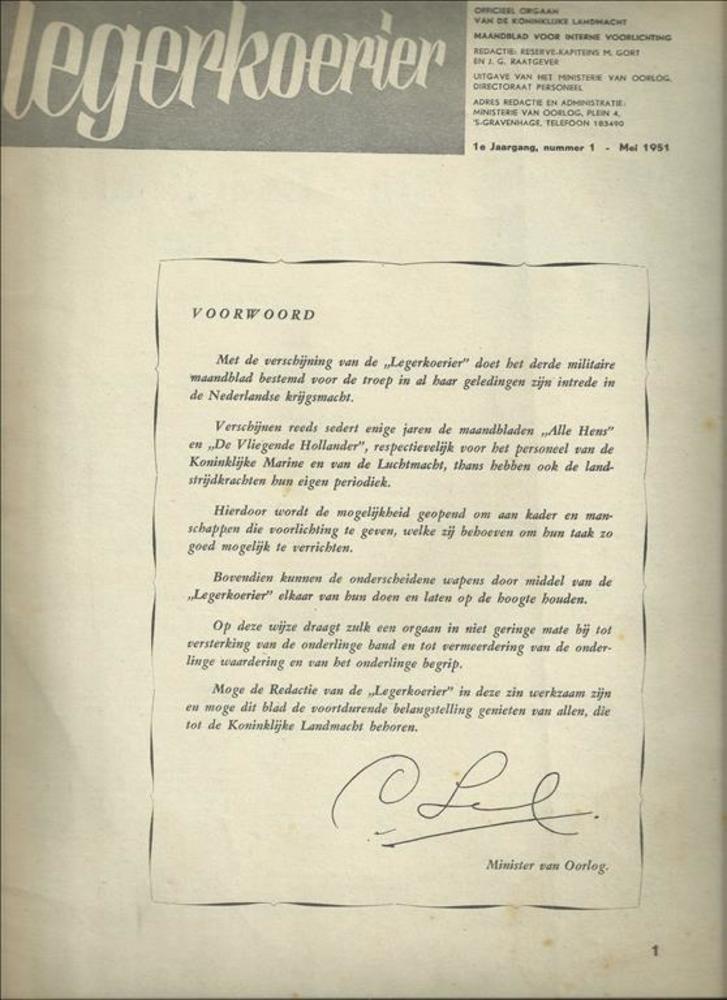 legerkoerier
OFFICIEEL ORGAAN
VAN DE KONINKLIJKE LANDMACHT
MAANDBLAD VOOR INTERNE VOORLICHTING
REDACTIE: RESERVE-KAPITEINS M. GORT
EN J. G. RAATGEVER
UITGAVE VAN HET MINISTERIE VAN OORLOG,
DIRECTORAAT PERSONEEL
ADRES REDACTIE EN ADMINISTRATIE:
MINISTERIE VAN OORLOG, PLEIN 4,
'S-GRAVENHAGE, TELEFOON 183490
1e Jaargang, nummer 1 - Mei 1951
VOORWOORD
Met de verschijning van de „Legerkoerier” doet het derde militaire
maandblad bestemd voor de troep in al haar geledingen zijn intrede in
de Nederlandse krijgsmacht.
Verschijnen reeds sedert enige jaren de maandbladen „Alle Hens”
en „De Vliegende Hollander”, respectievelijk voor het personeel van de
Koninklijke Marine en van de Luchtmacht, thans hebben ook de land-
strijdkrachten hun eigen periodiek.
Hierdoor wordt de mogelijkheid geopend om aan kader en man-
schappen die voorlichting te geven, welke zij behoeven om hun taak zo
goed mogelijk te verrichten.
Bovendien kunnen de onderscheidene wapens door middel van de
„Legerkoerier” elkaar van hun doen en laten op de hoogte houden.
Op deze wijze draagt zulk een orgaan in niet geringe mate bij tot
versterking van de onderlinge band en tot vermeerdering van de onder-
linge waardering en van het onderlinge begrip.
Moge de Redactie van de „Legerkoerier” in deze zin werkzaam zijn
en moge dit blad de voortdurende belangstelling genieten van allen, die
tot de Koninklijke Landmacht behoren.
Minister van Oorlog.
1